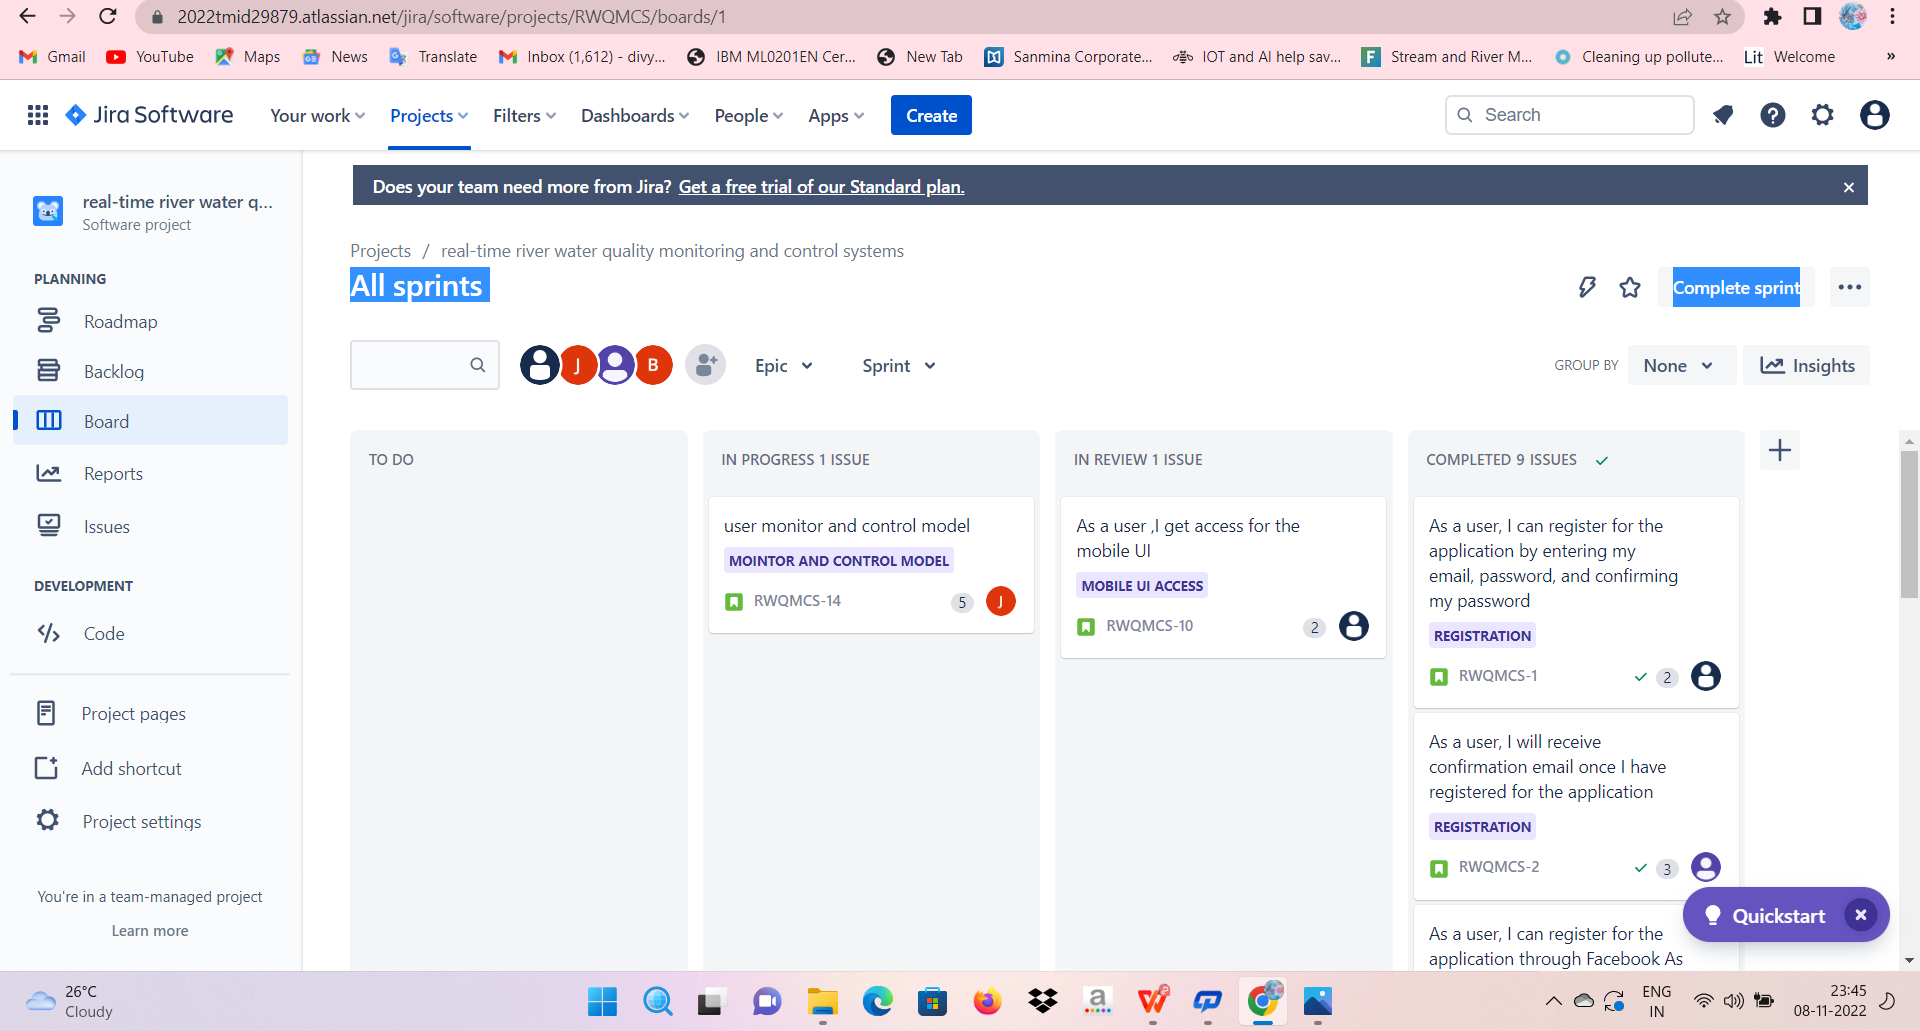 2022tmid29879.atlassian.net/jira/software/projects/RWQMCS/boards/1
Gmail YouTube Maps News Translate Inbox (1,612) - divy... IBM ML0201EN Cer... New Tab Sanmina Corporate... IOT and AI help sav... F Stream and River M... Cleaning up pollute... Lit Welcome »
Jira Software Your work Projects Filters Dashboards People Apps Create Search
Does your team need more from Jira? Get a free trial of our Standard plan.
real-time river water q...
Software project
PLANNING
Roadmap
Backlog
Board
Reports
Issues
DEVELOPMENT
Code
Project pages
Add shortcut
Project settings
You're in a team-managed project
Learn more
Projects / real-time river water quality monitoring and control systems
All sprints
Complete sprint
J B Epic Sprint GROUP BY None Insights
TO DO
IN PROGRESS 1 ISSUE
user monitor and control model
MOINTOR AND CONTROL MODEL
RWQMCS-14 5 J
IN REVIEW 1 ISSUE
As a user ,I get access for the
mobile UI
MOBILE UI ACCESS
RWQMCS-10 2
COMPLETED 9 ISSUES
As a user, I can register for the
application by entering my
email, password, and confirming
my password
REGISTRATION
RWQMCS-1 2
As a user, I will receive
confirmation email once I have
registered for the application
REGISTRATION
RWQMCS-2 3
As a user, I can register for the
application through Facebook As
Quickstart
26°C
Cloudy
ENG
IN
23:45
08-11-2022